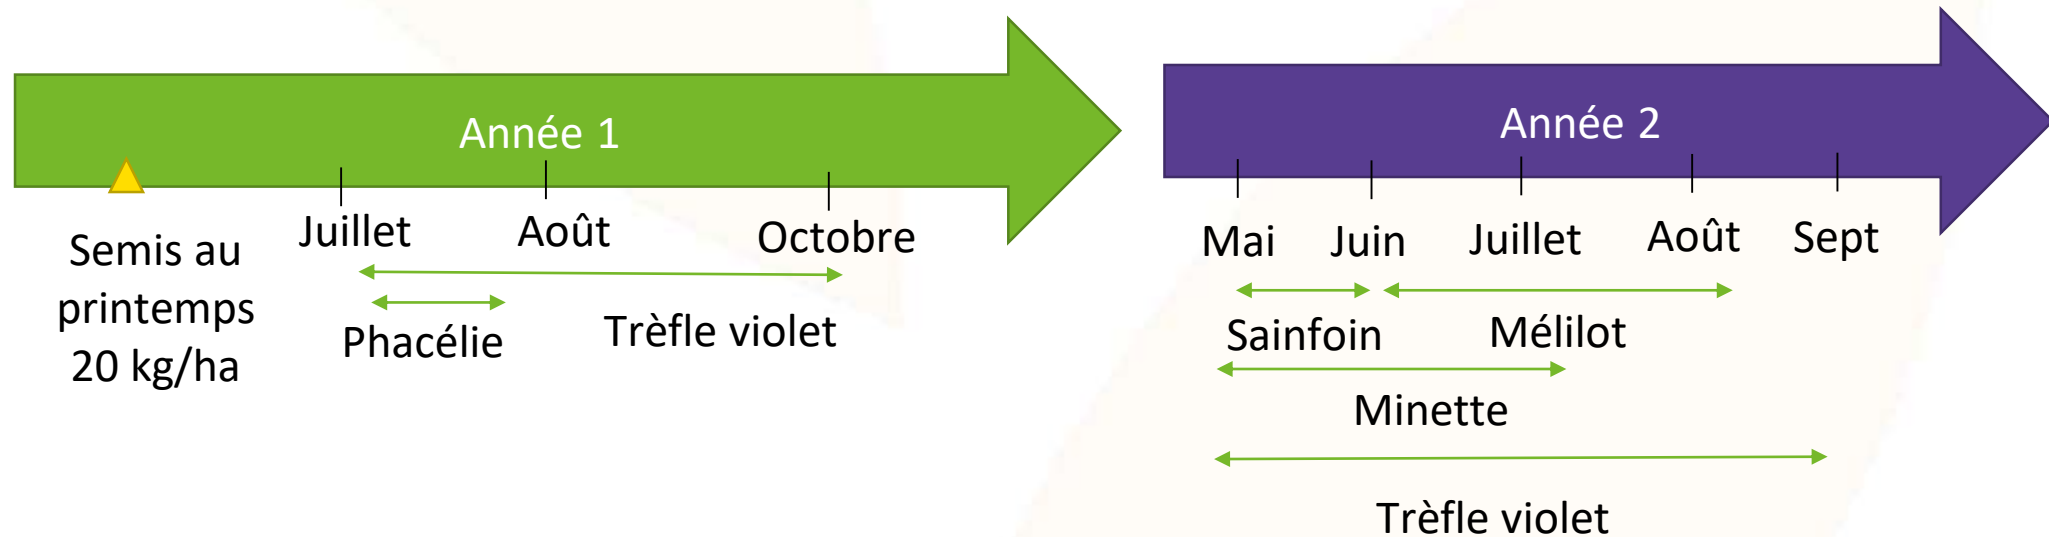 Année 1
Semis au
printemps
20 kg/ha
Juillet
Août
Octobre
Phacélie
Trèfle violet
Année 2
Mai
Juin
Juillet
Août
Sept
Sainfoin
Mélilot
Minette
Trèfle violet